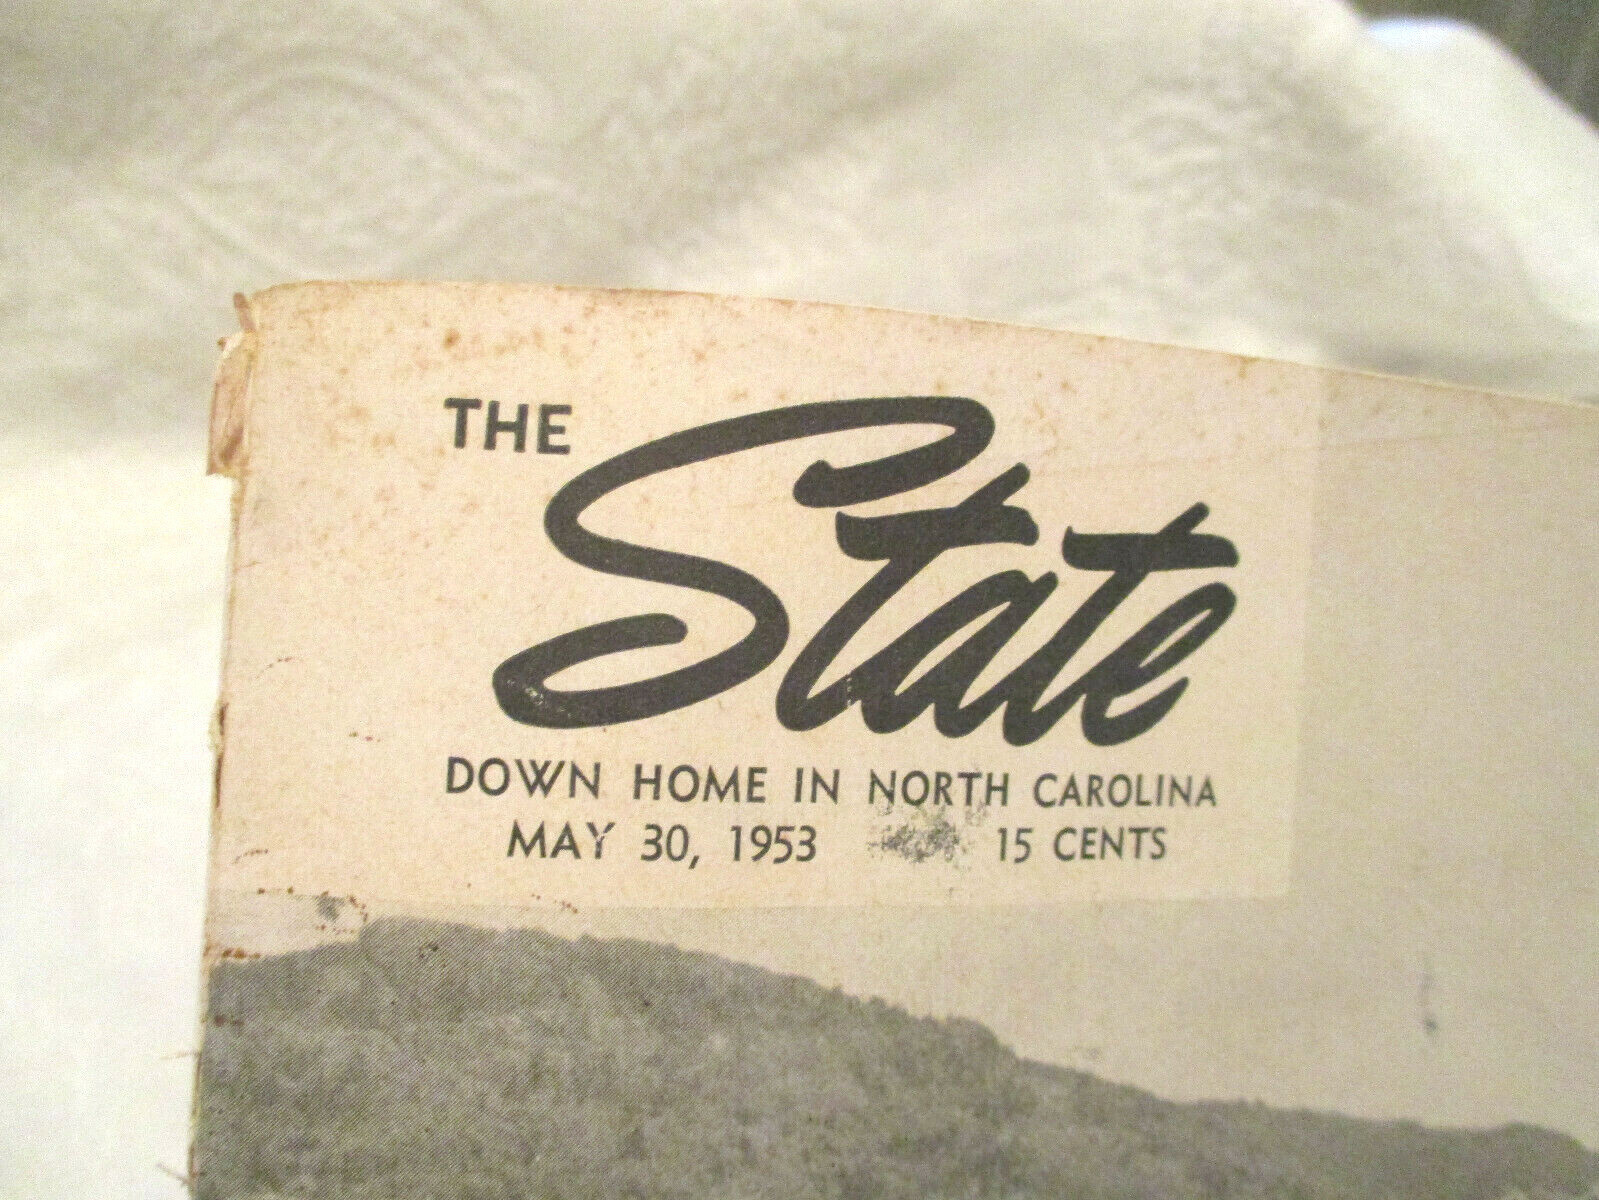 THE State
DOWN HOME IN NORTH CAROLINA
MAY 30, 1953 15 CENTS